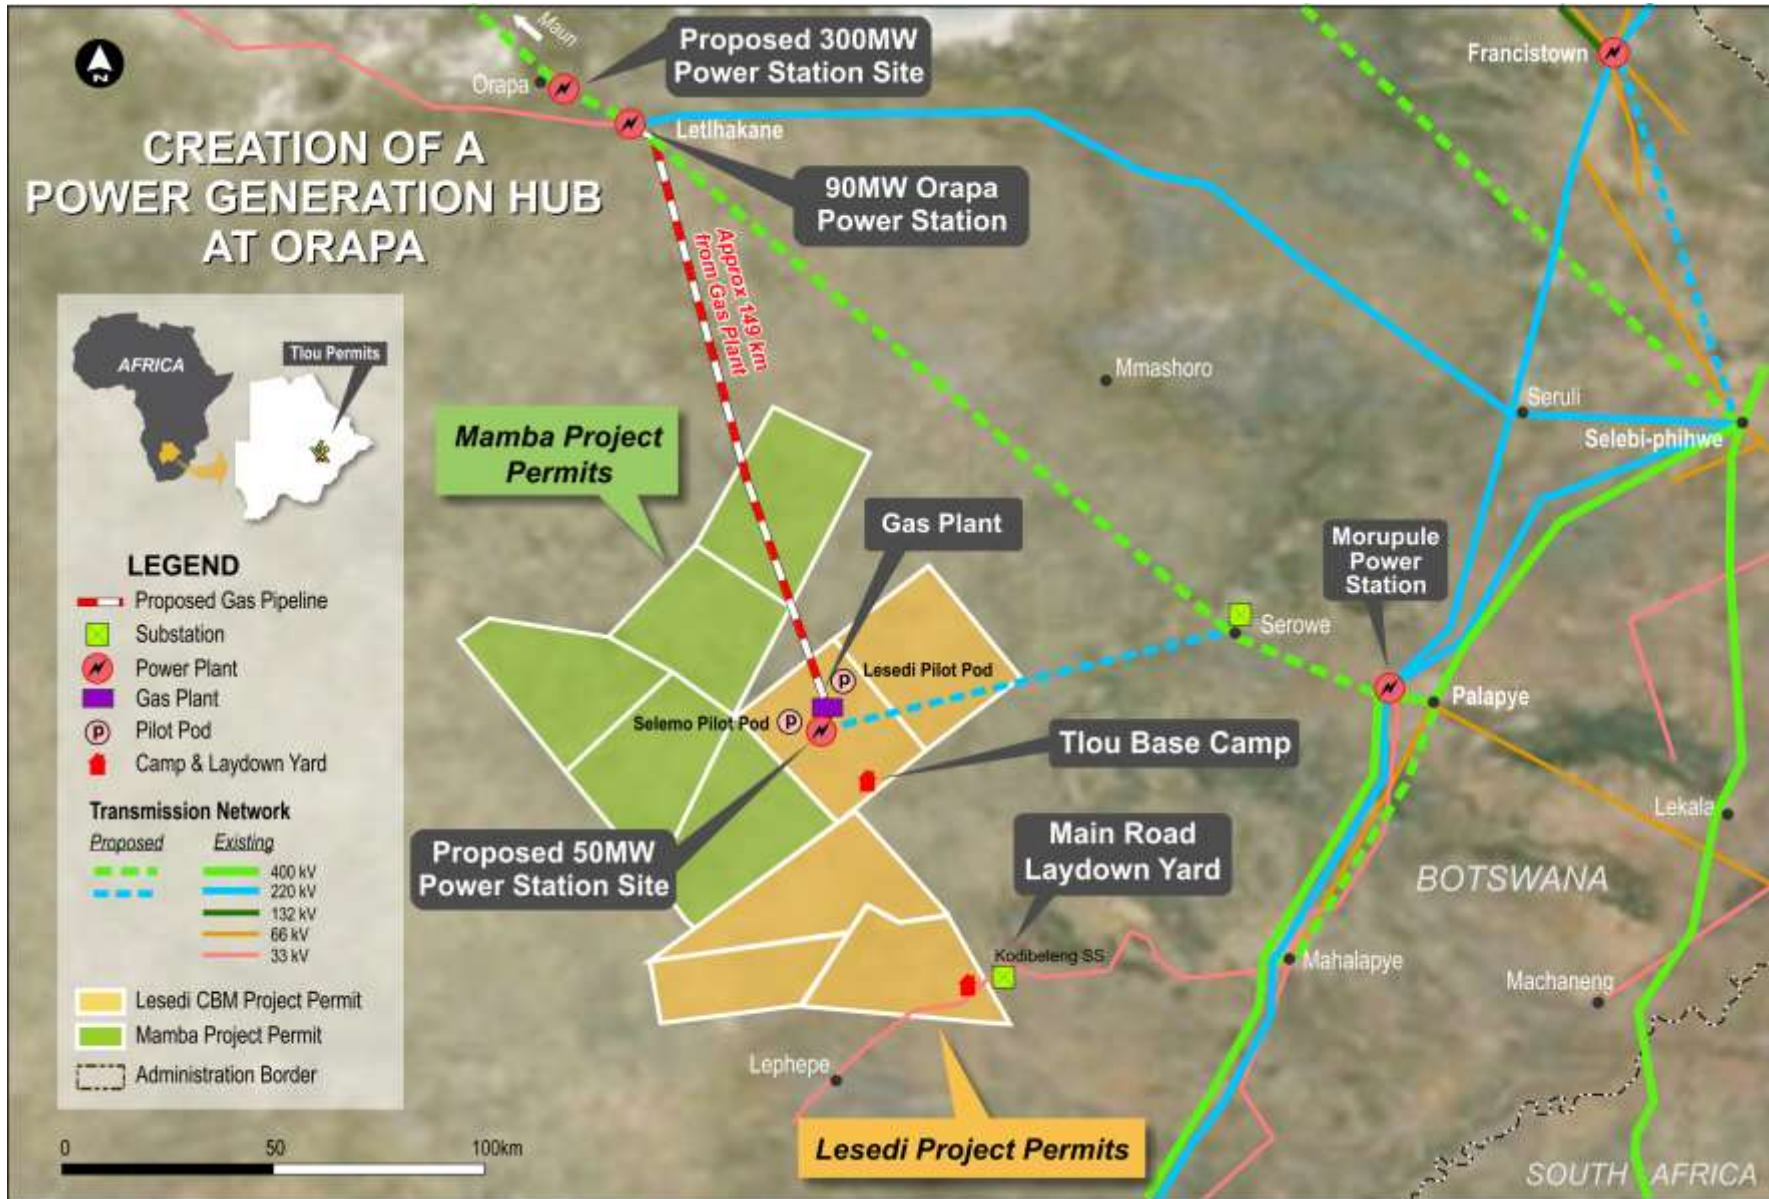 CREATION OF A
POWER GENERATION HUB
AT ORAPA
N
Maun
Orapa
Proposed 300MW
Power Station Site
Letlhakane
90MW Orapa
Power Station
Francistown
Approx 149 km
from Gas Plant
Mmashoro
Seruli
Selebi-phihwe
Mamba Project
Permits
Gas Plant
Morupule
Power
Station
Serowe
Palapye
Lesedi Pilot Pod
P
Selemo Pilot Pod
P
Tlou Base Camp
Proposed 50MW
Power Station Site
Main Road
Laydown Yard
Kodibeleng SS
Lekala
BOTSWANA
Mahalapye
Machaneng
Lephepe
Lesedi Project Permits
SOUTH AFRICA
AFRICA
Tlou Permits
LEGEND
Proposed Gas Pipeline
Substation
Power Plant
Gas Plant
P Pilot Pod
Camp & Laydown Yard
Transmission Network
Proposed Existing
400 kV
220 kV
132 kV
66 kV
33 kV
Lesedi CBM Project Permit
Mamba Project Permit
Administration Border
0 50 100km